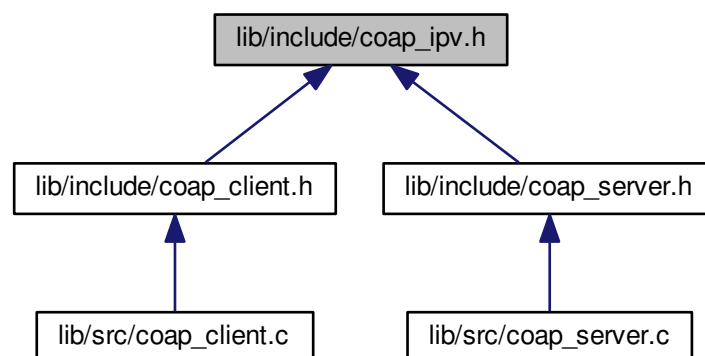 lib/include/coap_ipv.h
lib/include/coap_client.h
lib/include/coap_server.h
lib/src/coap_client.c
lib/src/coap_server.c